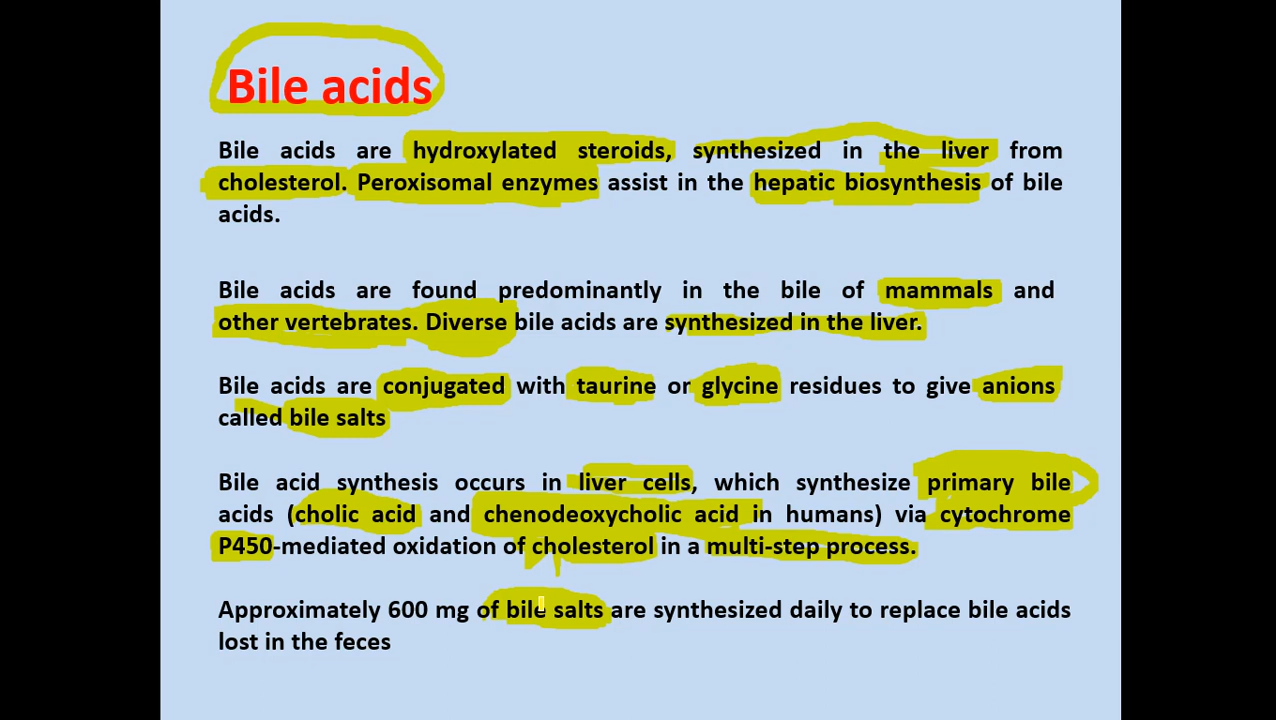 Bile acids
Bile acids are hydroxylated steroids, synthesized in the liver from
cholesterol. Peroxisomal enzymes assist in the hepatic biosynthesis of bile
acids.
Bile acids are found predominantly in the bile of mammals and
other vertebrates. Diverse bile acids are synthesized in the liver.
Bile acids are conjugated with taurine or glycine residues to give anions
called bile salts
Bile acid synthesis occurs in liver cells, which synthesize primary bile
acids (cholic acid and chenodeoxycholic acid in humans) via cytochrome
P450-mediated oxidation of cholesterol in a multi-step process.
Approximately 600 mg of bile salts are synthesized daily to replace bile acids
lost in the feces